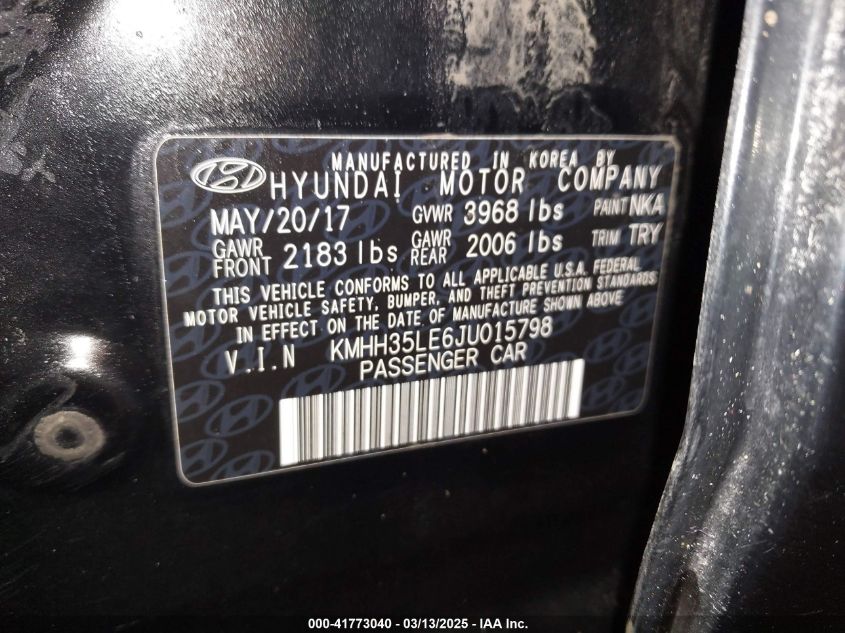 MANUFACTURED IN KOREA BY
HYUNDAI MOTOR COMPANY
MAY/20/17 GVWR 3968 lbs PAINT NKA
GAWR FRONT 2183 lbs GAWR REAR 2006 lbs TRIM TRY
THIS VEHICLE CONFORMS TO ALL APPLICABLE U.S.A. FEDERAL
MOTOR VEHICLE SAFETY, BUMPER, AND THEFT PREVENTION STANDARDS
IN EFFECT ON THE DATE OF MANUFACTURE SHOWN ABOVE
V.I.N KMHH35LE6JU015798
PASSENGER CAR
000-41773040 - 03/13/2025 - IAA Inc.